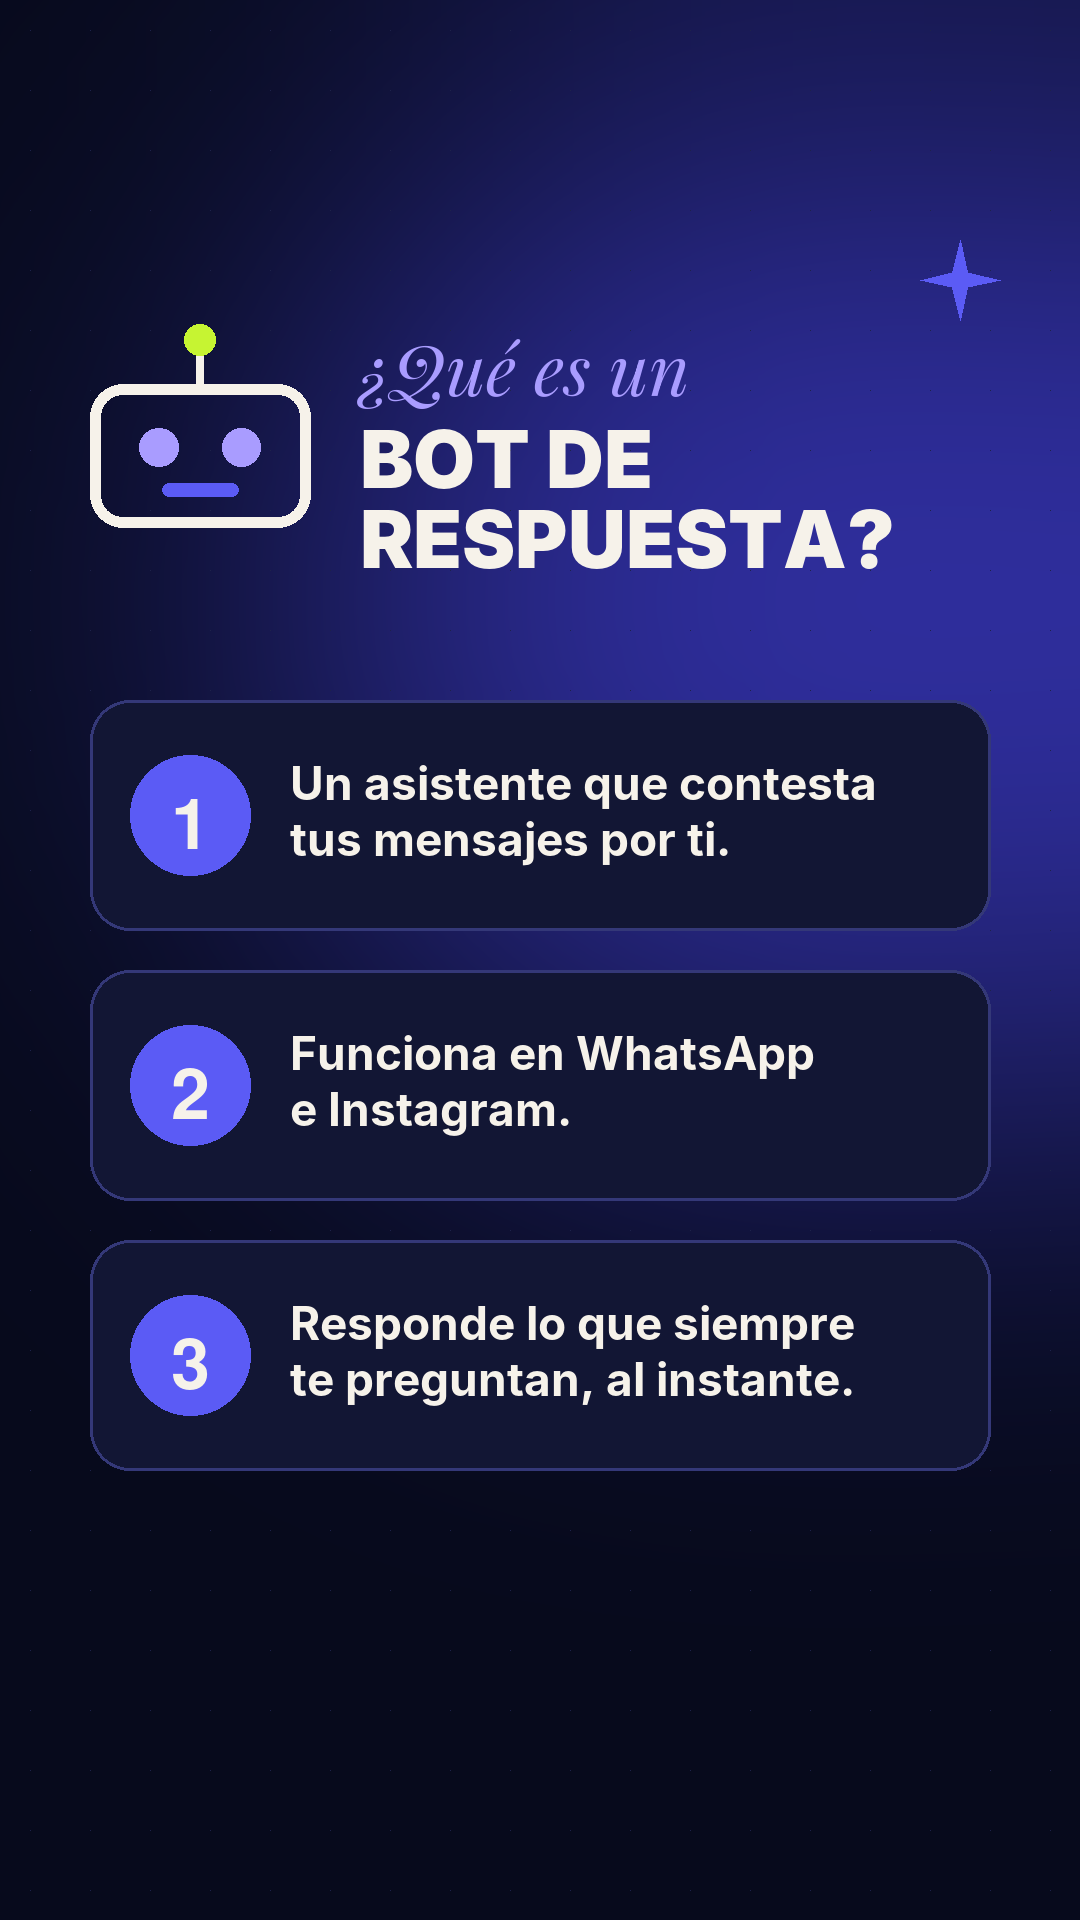 ¿Qué es un
BOT DE
RESPUESTA?
1
Un asistente que contesta
tus mensajes por ti.
2
Funciona en WhatsApp
e Instagram.
3
Responde lo que siempre
te preguntan, al instante.